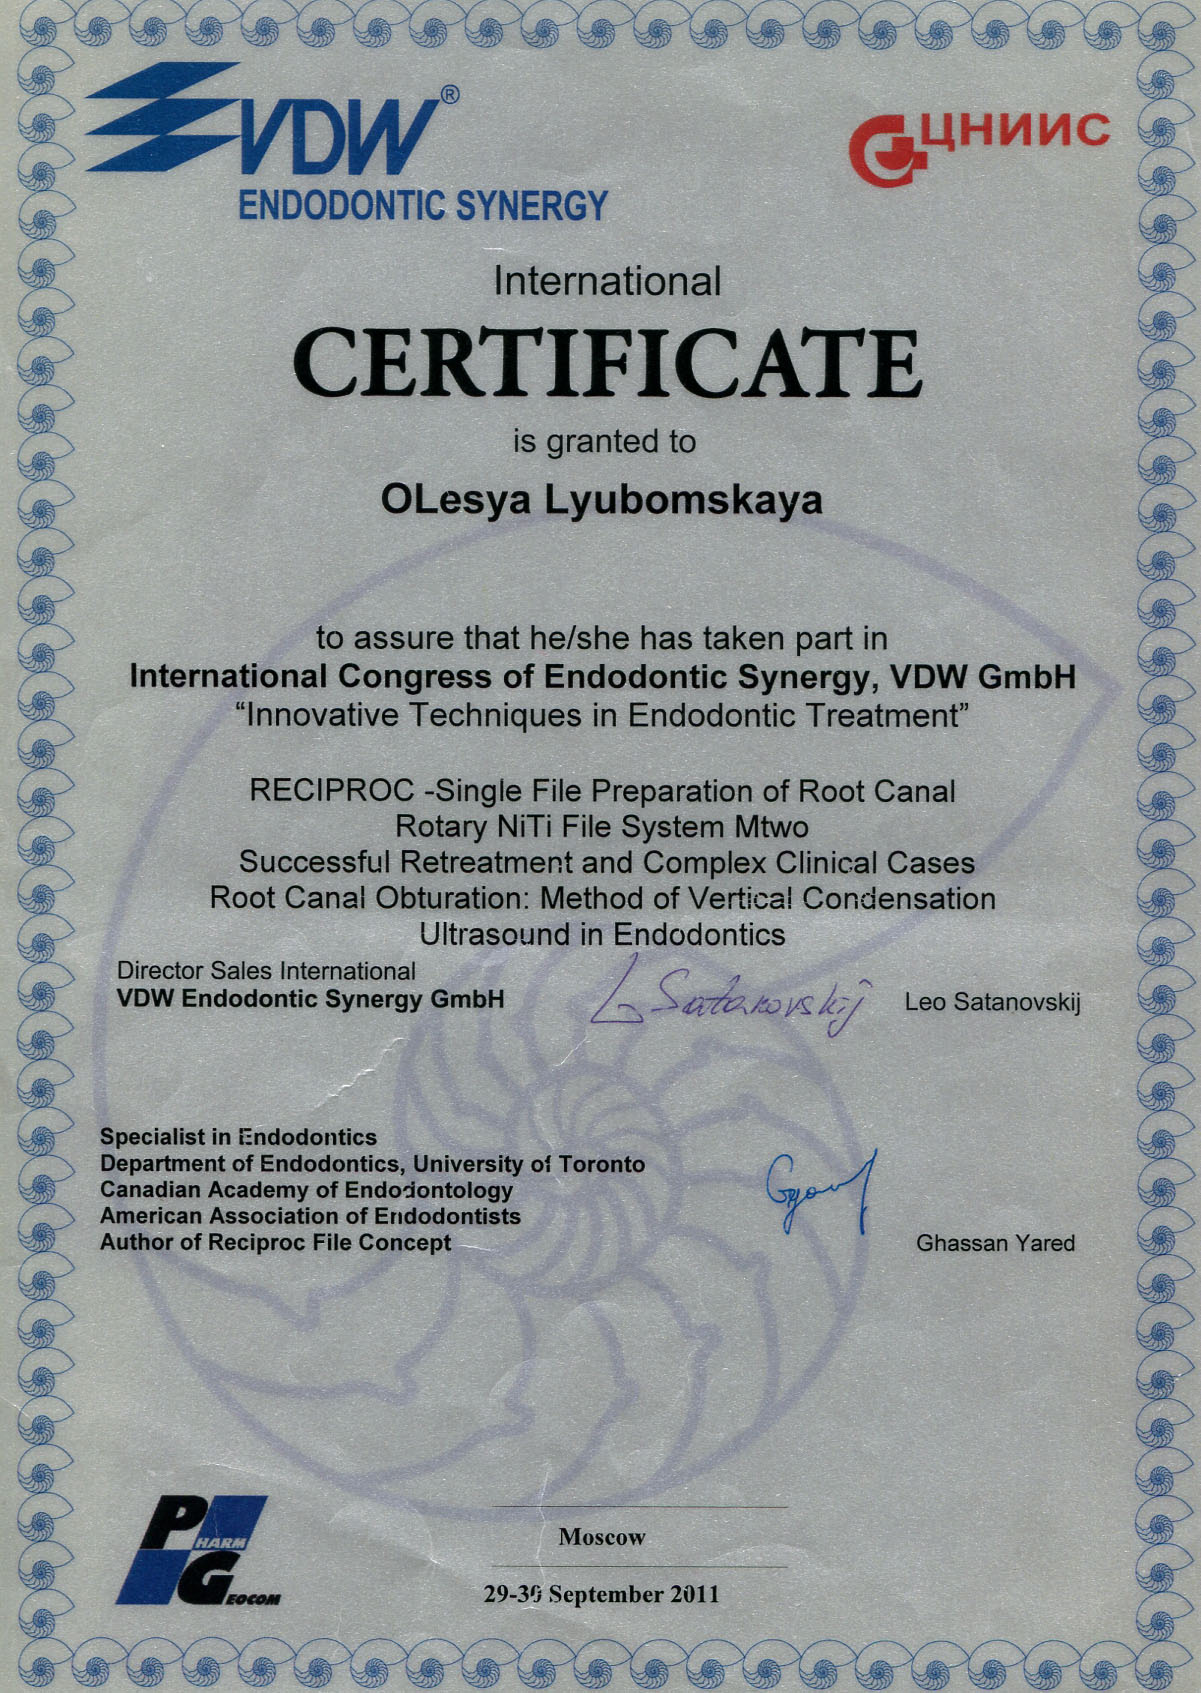 VDW®
ENDODONTIC SYNERGY
ЦНИИС
International
CERTIFICATE
is granted to
OLesya Lyubomskaya
to assure that he/she has taken part in
International Congress of Endodontic Synergy, VDW GmbH
“Innovative Techniques in Endodontic Treatment”
RECIPROC -Single File Preparation of Root Canal
Rotary NiTi File System Mtwo
Successful Retreatment and Complex Clinical Cases
Root Canal Obturation: Method of Vertical Condensation
Ultrasound in Endodontics
Director Sales International
VDW Endodontic Synergy GmbH
L Satanovskij
Leo Satanovskij
Specialist in Endodontics
Department of Endodontics, University of Toronto
Canadian Academy of Endodontology
American Association of Endodontists
Author of Reciproc File Concept
Ghassan Yared
PHARM
GEOCOM
Moscow
29-30 September 2011